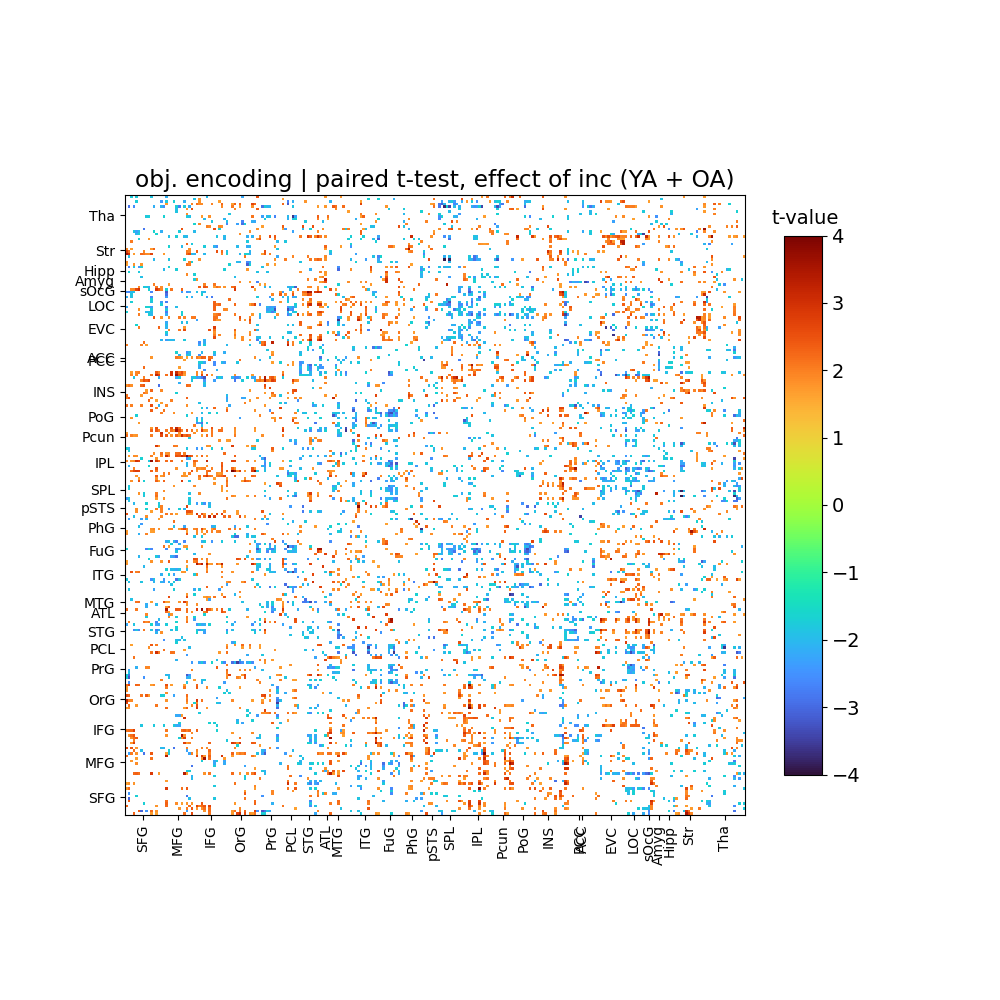 obj. encoding | paired t-test, effect of inc (YA + OA)
t-value
Tha
Str
Hipp
Amyg
sOcG
LOC
EVC
ACC
PCC
INS
PoG
Pcun
IPL
SPL
pSTS
PhG
FuG
ITG
MTG
ATL
STG
PCL
PrG
OrG
IFG
MFG
SFG
4
3
2
1
0
−1
−2
−3
−4
SFG
MFG
IFG
OrG
PrG
PCL
STG
ATL
MTG
ITG
FuG
PhG
pSTS
SPL
IPL
Pcun
PoG
INS
PCC
ACC
EVC
LOC
sOcG
Amyg
Hipp
Str
Tha